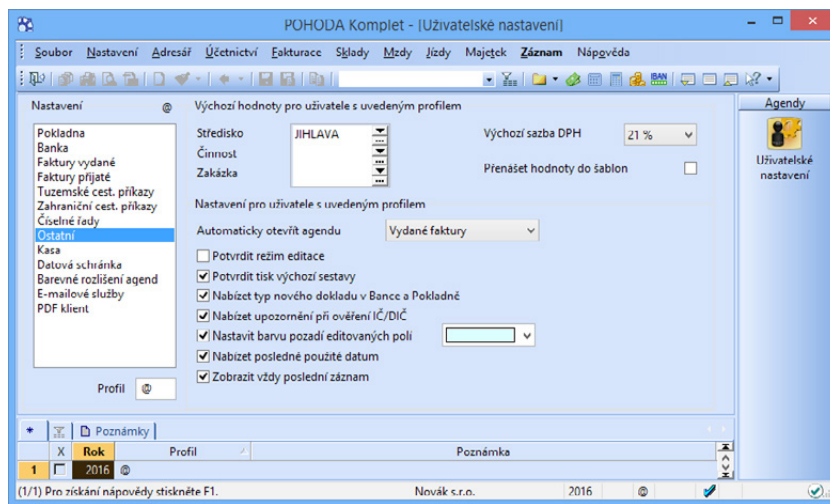 POHODA Komplet - [Uživatelské nastavení]
Soubor Nastavení Adresář Účetnictví Fakturace Sklady Mzdy Jízdy Majetek Záznam Nápověda
IBAN
Nastavení @
Výchozí hodnoty pro uživatele s uvedeným profilem
Agendy
Pokladna
Banka
Faktury vydané
Faktury přijaté
Tuzemské cest. příkazy
Zahraniční cest. příkazy
Číselné řady
Ostatní
Kasa
Datová schránka
Barevné rozlišení agend
E-mailové služby
PDF klient
Profil @
Středisko JIHLAVA
Činnost
Zakázka
Výchozí sazba DPH 21 %
Přenášet hodnoty do šablon
Uživatelské
nastavení
Nastavení pro uživatele s uvedeným profilem
Automaticky otevřít agendu Vydané faktury
Potvrdit režim editace
Potvrdit tisk výchozí sestavy
Nabízet typ nového dokladu v Bance a Pokladně
Nabízet upozornění při ověření IČ/DIČ
Nastavit barvu pozadí editovaných polí
Nabízet posledně použité datum
Zobrazit vždy poslední záznam
* Poznámky
X Rok Profil Poznámka
1 2016 @
(1/1) Pro získání nápovědy stiskněte F1. Novák s.r.o. 2016 @